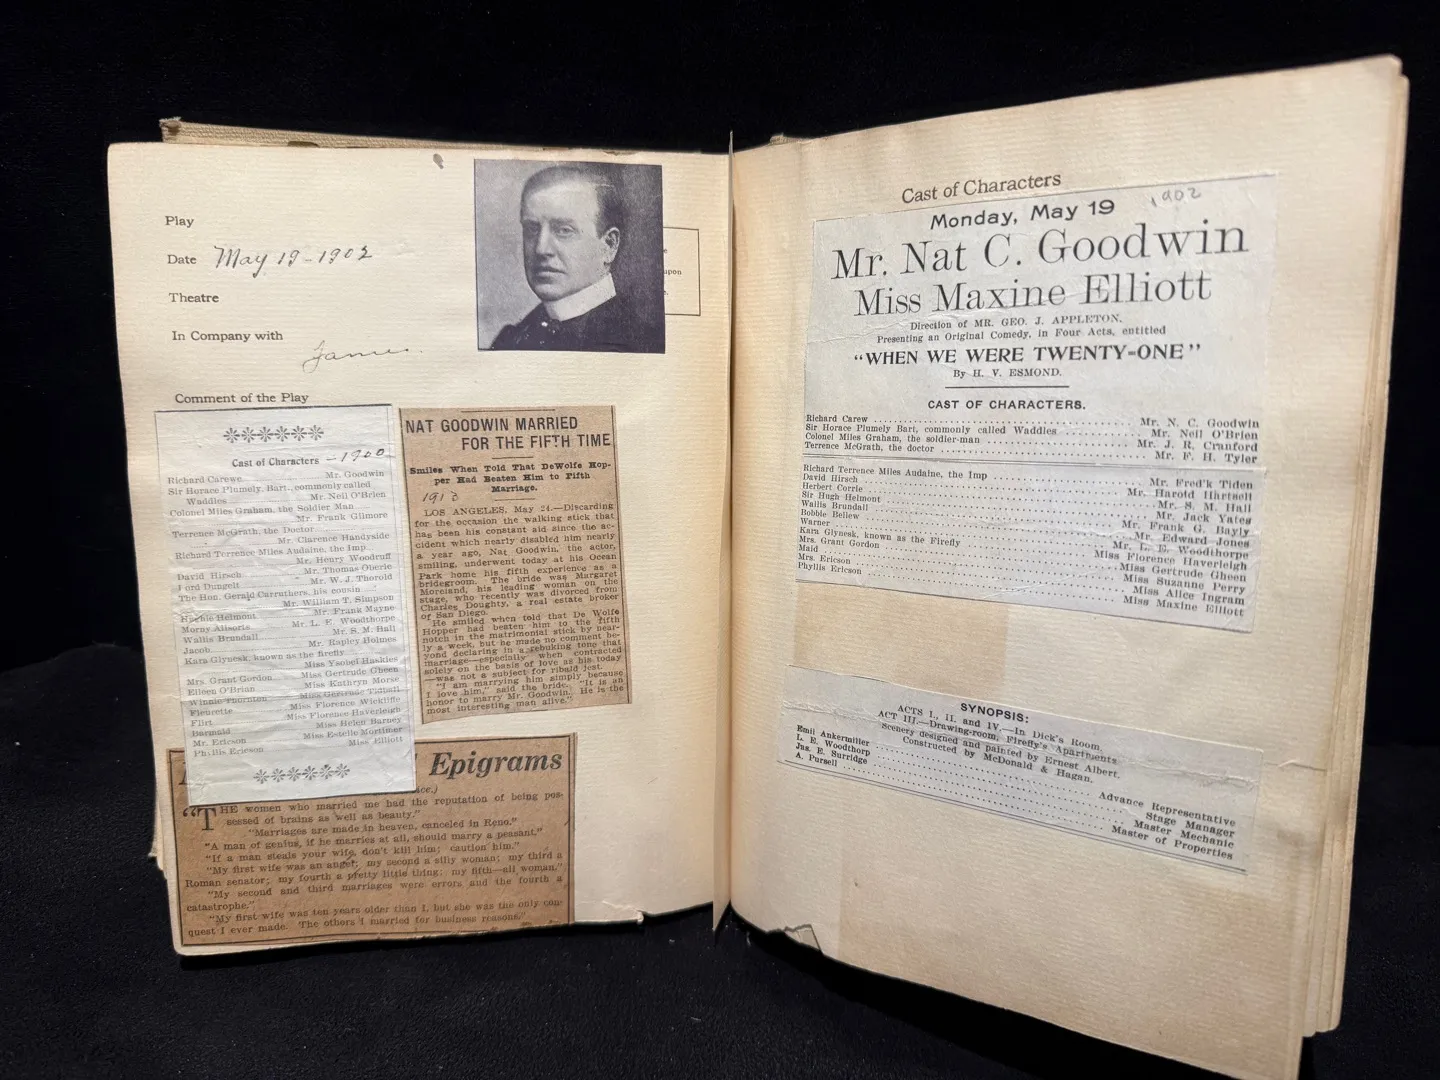 Play
Date May 19-1902
Theatre
In Company with
James.
Comment of the Play
upon
Cast of Characters - 1900
Richard Carewe Mr. Goodwin
Sir Horace Plumely, Bart., commonly called
Waddles Mr. Neil O'Brien
Colonel Miles Graham, the Soldier Man
Mr. Frank Gilmore
Terrence McGrath, the Doctor
Mr. Clarence Handyside
Richard Terrence Miles Audaine, the Imp
Mr. Henry Woodruff
David Hirsch Mr. Thomas Oberle
Lord Dungelt Mr. W. J. Thorold
The Hon. Gerald Carruthers, his cousin
Mr. William T. Simpson
Hughie Helmont Mr. Frank Mayne
Morny Allsoris Mr. L. E. Woodthorpe
Wallis Brundall Mr. S. M. Hall
Jacob Mr. Rapley Holmes
Kara Glynesk, known as the firefly
Miss Ysobel Haskins
Mrs. Grant Gordon Miss Gertrude Gheen
Eileen O'Brian Miss Kathryn Morse
Winnie Thornton Miss Gertrude Tidball
Fleurette Miss Florence Wickliffe
Flirt Miss Florence Haverleigh
Barmaid Miss Helen Barney
Mr. Ericson Miss Estelle Mortimer
Phyllis Ericson Miss Elliott
NAT GOODWIN MARRIED
FOR THE FIFTH TIME
Smiles When Told That DeWolfe Hop-
per Had Beaten Him to Fifth
Marriage.
1913
LOS ANGELES, May 24.—Discarding
for the occasion the walking stick that
has been his constant aid since the ac-
cident which nearly disabled him nearly
a year ago, Nat Goodwin, the actor,
smiling, underwent today at his Ocean
Park home his fifth experience as a
bridegroom. The bride was Margaret
Moreland, his leading woman on the
stage, who recently was divorced from
Charles Doughty, a real estate broker
of San Diego.
He smiled when told that De Wolfe
Hopper had beaten him to the fifth
notch in the matrimonial stick by near-
ly a week, but he made no comment be-
yond declaring in a rebuking tone that
marriage—especially when contracted
solely on the basis of love as his today
—was not a subject for ribald jest.
"I am marrying him simply because
I love him," said the bride. "It is an
honor to marry Mr. Goodwin. He is the
most interesting man alive."
Epigrams
"THE women who married me had the reputation of being pos-
sessed of brains as well as beauty."
"Marriages are made in heaven, canceled in Reno."
"A man of genius, if he marries at all, should marry a peasant."
"If a man steals your wife, don't kill him; caution him."
"My first wife was an angel; my second a silly woman; my third a
Roman senator; my fourth a pretty little thing; my fifth—all woman."
"My second and third marriages were errors and the fourth a
catastrophe."
"My first wife was ten years older than I, but she was the only con-
quest I ever made. The others I married for business reasons."
Cast of Characters
Monday, May 19 1902
Mr. Nat C. Goodwin
Miss Maxine Elliott
Direction of MR. GEO. J. APPLETON,
Presenting an Original Comedy, in Four Acts, entitled
"WHEN WE WERE TWENTY-ONE"
By H. V. ESMOND.
CAST OF CHARACTERS.
Richard Carew Mr. N. C. Goodwin
Sir Horace Plumely Bart, commonly called Waddles Mr. Neil O'Brien
Colonel Miles Graham, the soldier-man Mr. J. R. Cranford
Terrence McGrath, the doctor Mr. F. H. Tyler
Richard Terrence Miles Audaine, the Imp Mr. Fred'k Tiden
David Hirsch Mr. Harold Hartsell
Herbert Corrie Mr. S. M. Hall
Sir Hugh Helmont Mr. Jack Yates
Wallis Brundall Mr. Frank G. Bayly
Bobbie Bellew Mr. Edward Jones
Warner Mr. L. E. Woodthorpe
Kara Glynesk, known as the Firefly Miss Florence Haverleigh
Mrs. Grant Gordon Miss Gertrude Gheen
Maid Miss Suzanne Perry
Mrs. Ericson Miss Alice Ingram
Phyllis Ericson Miss Maxine Elliott
SYNOPSIS:
ACTS I., II. and IV.—In Dick's Room.
ACT III.—Drawing-room, Firefly's Apartments
Scenery designed and painted by Ernest Albert.
Constructed by McDonald & Hagan.
Emil Ankermiller Advance Representative
L. E. Woodthorp Stage Manager
Jas. E. Surridge Master Mechanic
A. Pursell Master of Properties